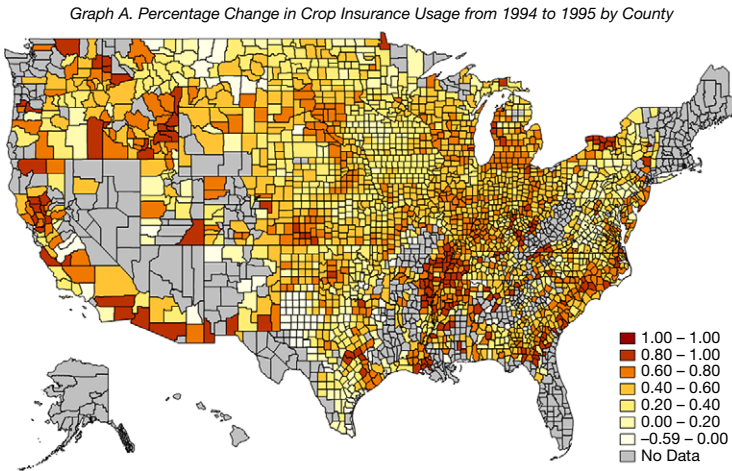 Graph A. Percentage Change in Crop Insurance Usage from 1994 to 1995 by County
1.00 – 1.00
0.80 – 1.00
0.60 – 0.80
0.40 – 0.60
0.20 – 0.40
0.00 – 0.20
–0.59 – 0.00
No Data